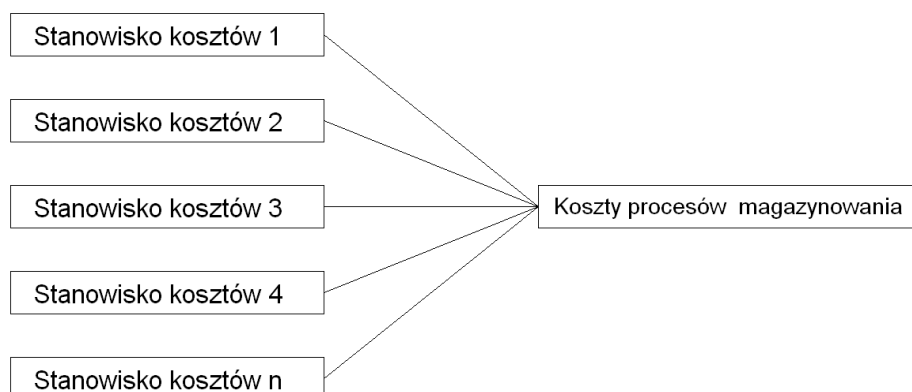 Stanowisko kosztów 1
Stanowisko kosztów 2
Stanowisko kosztów 3
Koszty procesów magazynowania
Stanowisko kosztów 4
Stanowisko kosztów n